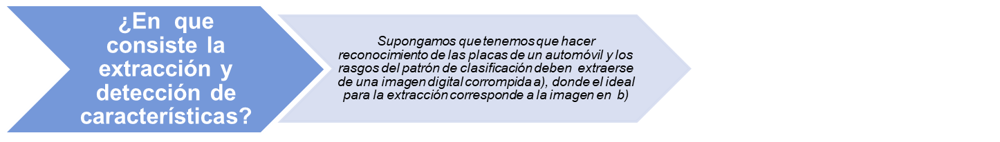 ¿En que
consiste la
extracción y
detección de
características?
Supongamos que tenemos que hacer
reconocimiento de las placas de un automóvil y los
rasgos del patrón de clasificación deben extraerse
de una imagen digital corrompida a), donde el ideal
para la extracción corresponde a la imagen en b)